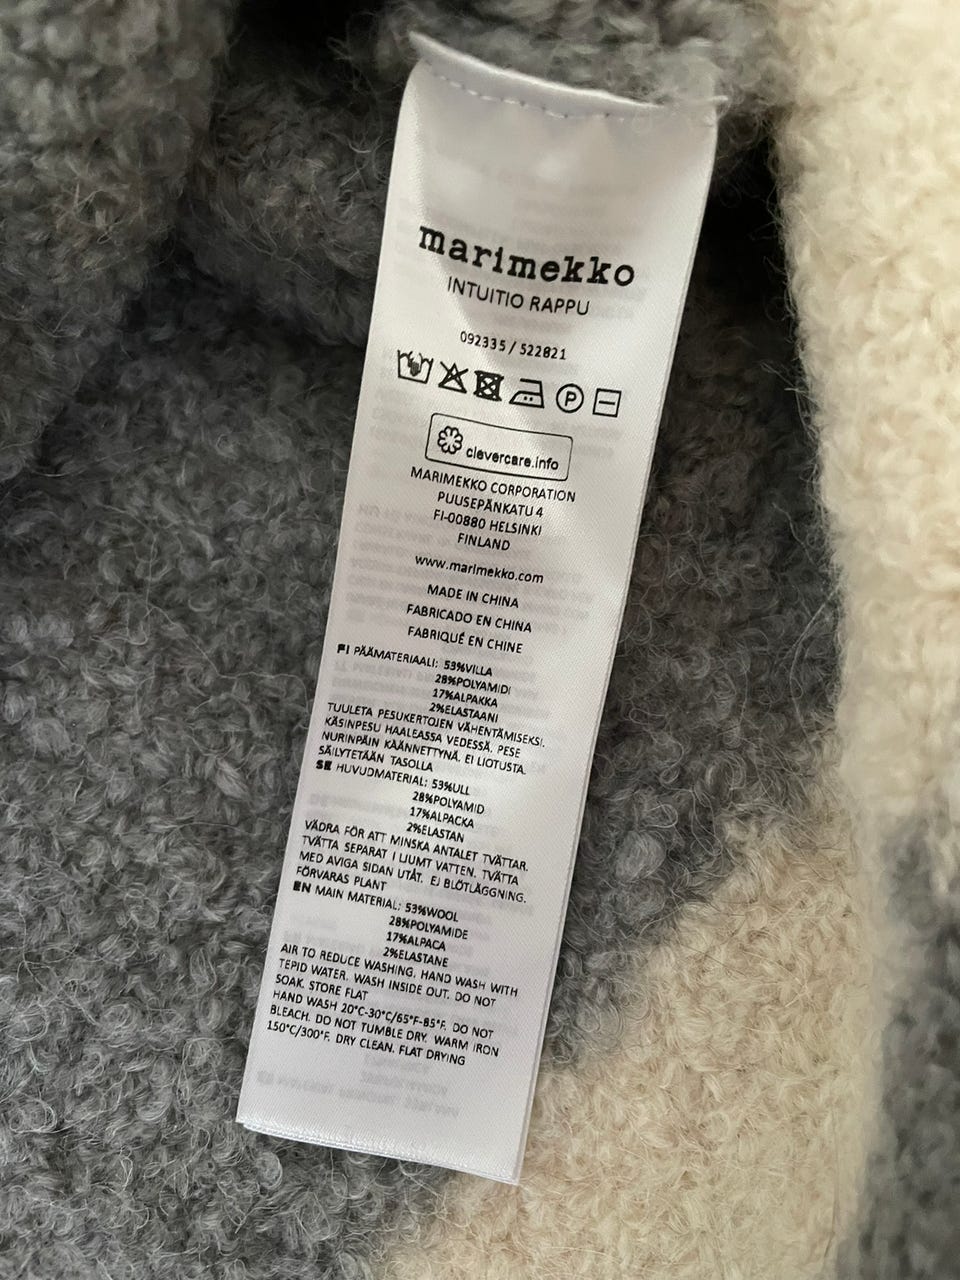 marimekko
INTUITIO RAPPU
092335 / 522821
P
clevercare.info
MARIMEKKO CORPORATION
PUUSEPÄNKATU 4
FI-00880 HELSINKI
FINLAND
www.marimekko.com
MADE IN CHINA
FABRICADO EN CHINA
FABRIQUÉ EN CHINE
FI PÄÄMATERIAALI: 53%VILLA
28%POLYAMIDI
17%ALPAKKA
2%ELASTAANI
TUULETA PESUKERTOJEN VÄHENTÄMISEKSI.
KÄSINPESU HAALEASSA VEDESSÄ. PESE
NURINPÄIN KÄÄNNETTYNÄ. EI LIOTUSTA.
SÄILYTETÄÄN TASOLLA
SE HUVUDMATERIAL: 53%ULL
28%POLYAMID
17%ALPACKA
2%ELASTAN
VÄDRA FÖR ATT MINSKA ANTALET TVÄTTAR.
TVÄTTA SEPARAT I LJUMT VATTEN. TVÄTTA
MED AVIGA SIDAN UTÅT. EJ BLÖTLÄGGNING.
FÖRVARAS PLANT
EN MAIN MATERIAL: 53%WOOL
28%POLYAMIDE
17%ALPACA
2%ELASTANE
AIR TO REDUCE WASHING. HAND WASH WITH
TEPID WATER. WASH INSIDE OUT. DO NOT
SOAK. STORE FLAT
HAND WASH 20°C-30°C/65°F-85°F. DO NOT
BLEACH. DO NOT TUMBLE DRY. WARM IRON
150°C/300°F. DRY CLEAN. FLAT DRYING